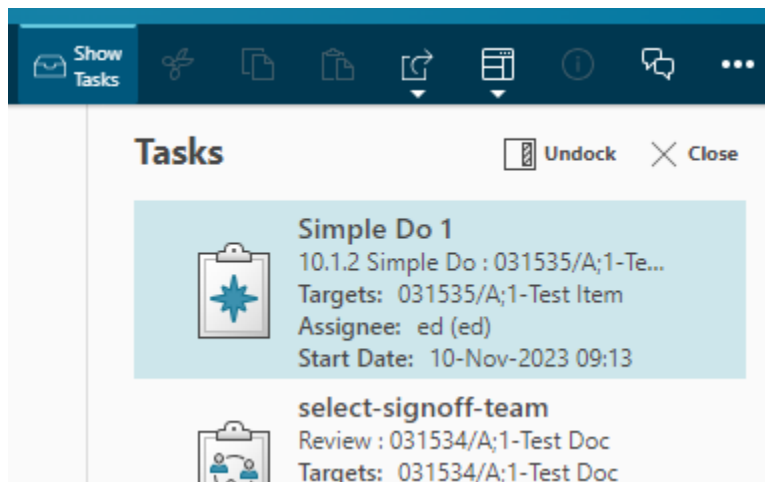 Show
Tasks
Tasks
Undock
Close
Simple Do 1
10.1.2 Simple Do : 031535/A;1-Te...
Targets: 031535/A;1-Test Item
Assignee: ed (ed)
Start Date: 10-Nov-2023 09:13
select-signoff-team
Review : 031534/A;1-Test Doc
Targets: 031534/A;1-Test Doc